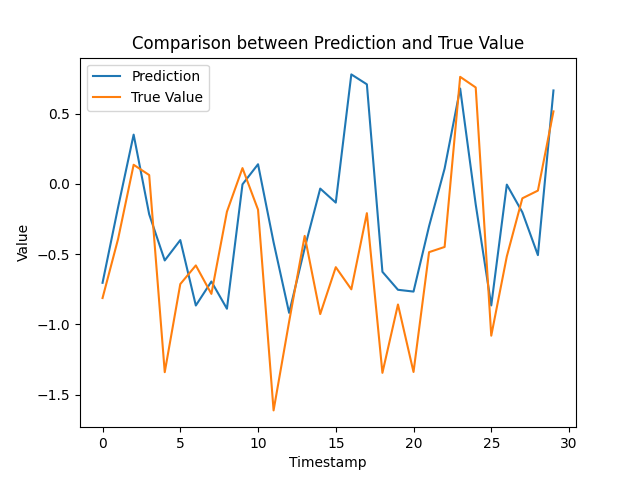 Comparison between Prediction and True Value
Prediction
True Value
0.5
0.0
−0.5
−1.0
−1.5
Value
0 5 10 15 20 25 30
Timestamp